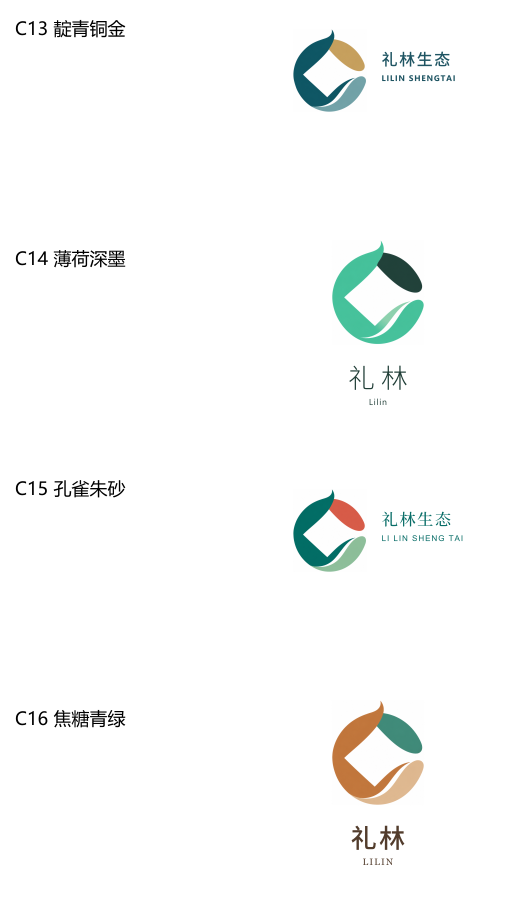 C13 靛青铜金
礼林生态
LILIN SHENGTAI
C14 薄荷深墨
礼林
Lilin
C15 孔雀朱砂
礼林生态
LI LIN SHENG TAI
C16 焦糖青绿
礼林
LILIN